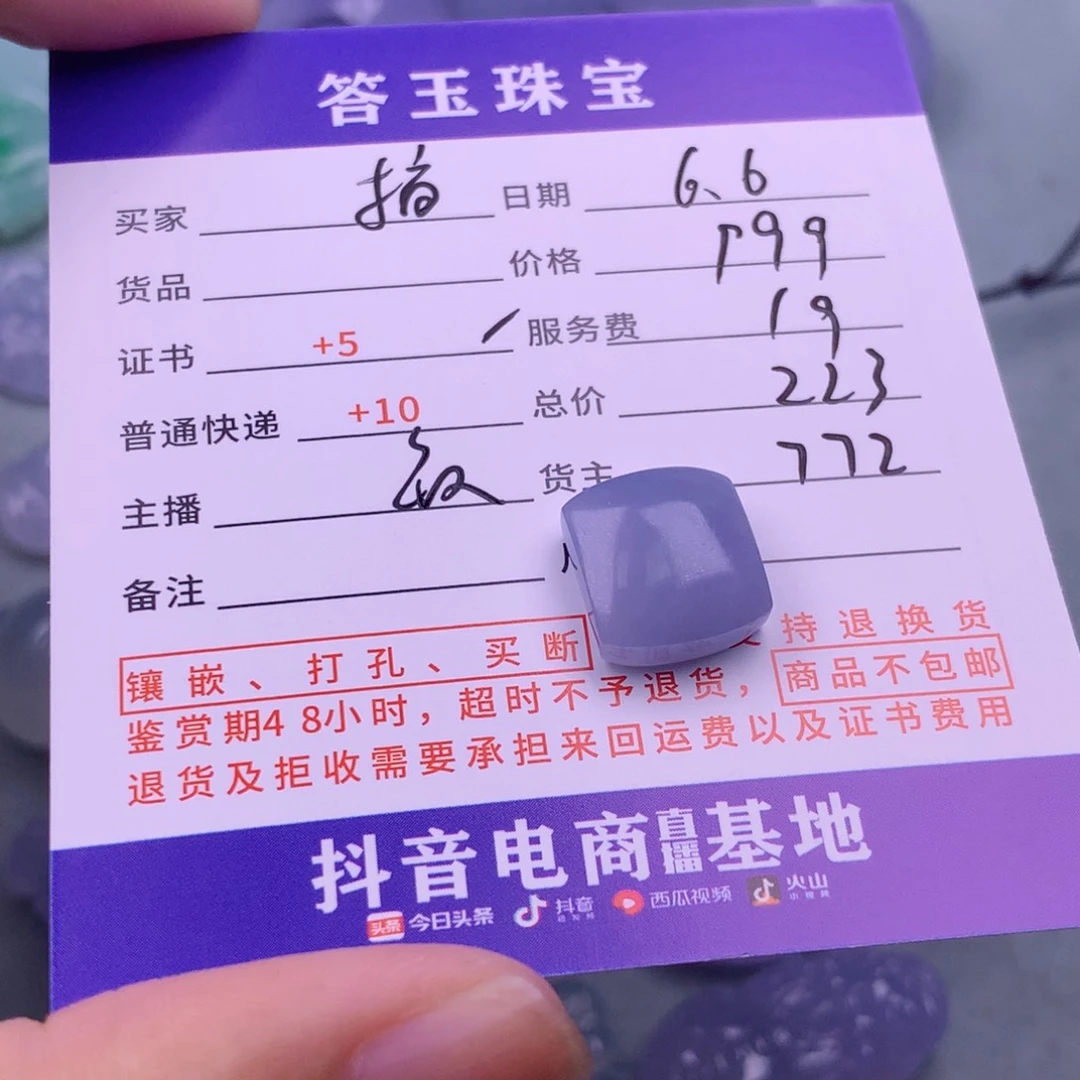 答玉珠宝
买家 日期 6.6
货品 价格 199
证书 +5 服务费 19
普通快递 +10 总价 223
主播 货主 772
备注
镶嵌、打孔、买断 持退换货
鉴赏期48小时，超时不予退货，商品不包邮
退货及拒收需要承担来回运费以及证书费用
抖音电商直播基地
头条 今日头条 抖音 西瓜视频 火山